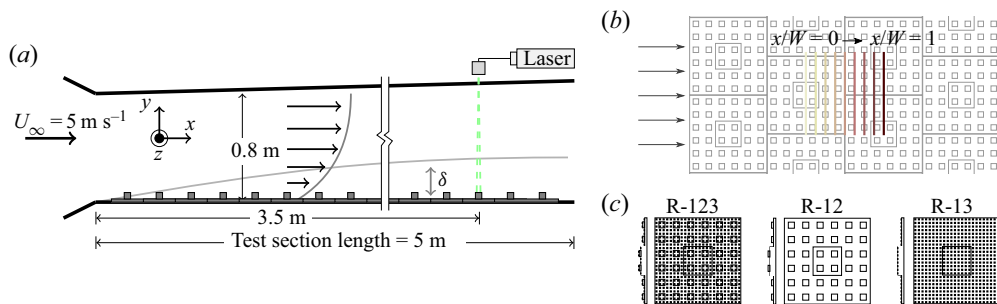 (a)
Laser
U∞ = 5 m s⁻¹
y
x
z
0.8 m
δ
3.5 m
Test section length = 5 m
(b)
x/W = 0
x/W = 1
(c)
R-123
R-12
R-13